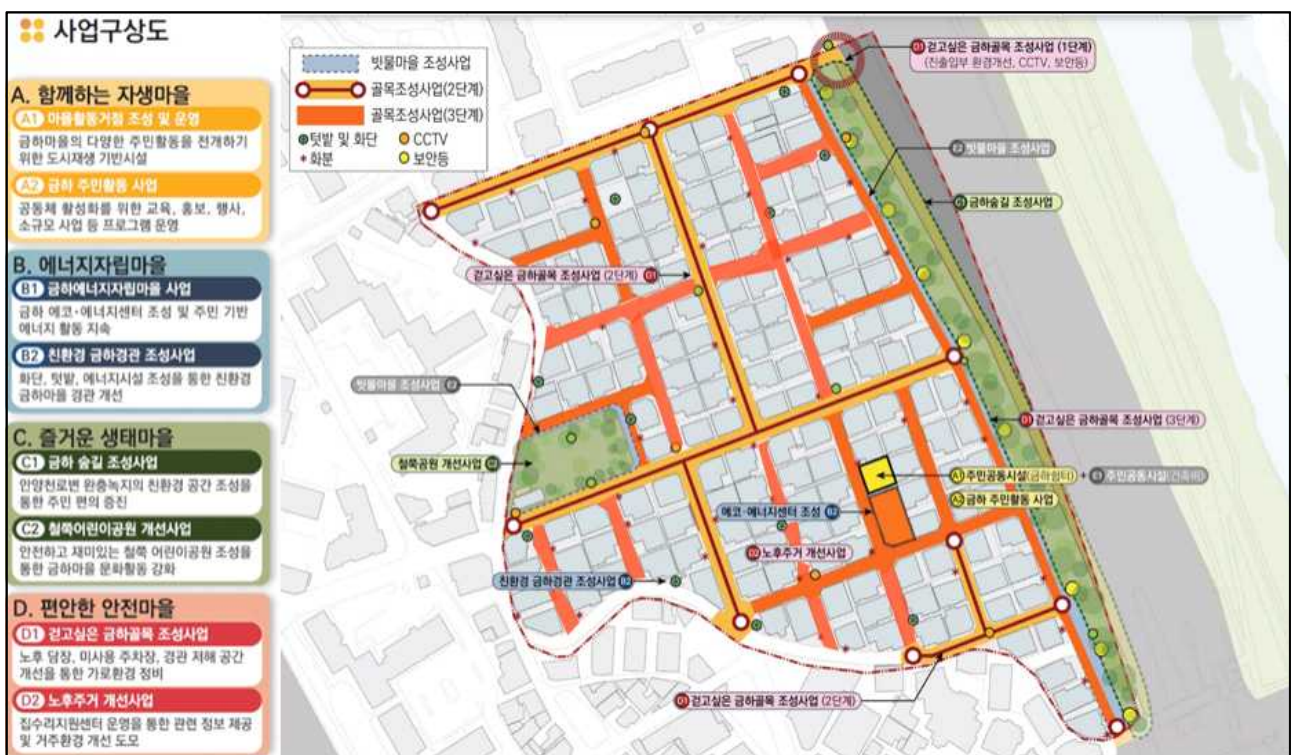 사업구상도
A. 함께하는 자생마을
A1 마을활동거점 조성 및 운영
금하마을의 다양한 주민활동을 전개하기
위한 도시재생 기반시설
A2 금하 주민활동 사업
공동체 활성화를 위한 교육, 홍보, 행사,
소규모 사업 등 프로그램 운영
B. 에너지자립마을
B1 금하에너지자립마을 사업
금하 에코·에너지센터 조성 및 주민 기반
에너지 활동 지속
B2 친환경 금하경관 조성사업
화단, 텃밭, 에너지시설 조성을 통한 친환경
금하마을 경관 개선
C. 즐거운 생태마을
C1 금하 숲길 조성사업
안양천로변 완충녹지의 친환경 공간 조성을
통한 주민 편의 증진
C2 철쭉어린이공원 개선사업
안전하고 재미있는 철쭉 어린이공원 조성을
통한 금하마을 문화활동 강화
D. 편안한 안전마을
D1 걷고싶은 금하골목 조성사업
노후 담장, 미사용 주차장, 경관 저해 공간
개선을 통한 가로환경 정비
D2 노후주거 개선사업
집수리지원센터 운영을 통한 관련 정보 제공
및 거주환경 개선 도모
빗물마을 조성사업
골목조성사업(2단계)
골목조성사업(3단계)
텃밭 및 화단 CCTV
화분 보안등
D1 걷고싶은 금하골목 조성사업 (1단계)
(진출입부 환경개선, CCTV, 보안등)
E2 빗물마을 조성사업
C1 금하숲길 조성사업
걷고싶은 금하골목 조성사업 (2단계) D1
빗물마을 조성사업 E2
D1 걷고싶은 금하골목 조성사업 (3단계)
철쭉공원 개선사업 C2
A1 주민공동시설(금하쉼터) + E1 주민공동시설(건축비)
A2 금하 주민활동 사업
에코·에너지센터 조성 B2
D2 노후주거 개선사업
친환경 금하경관 조성사업 B2
D1 걷고싶은 금하골목 조성사업 (2단계)